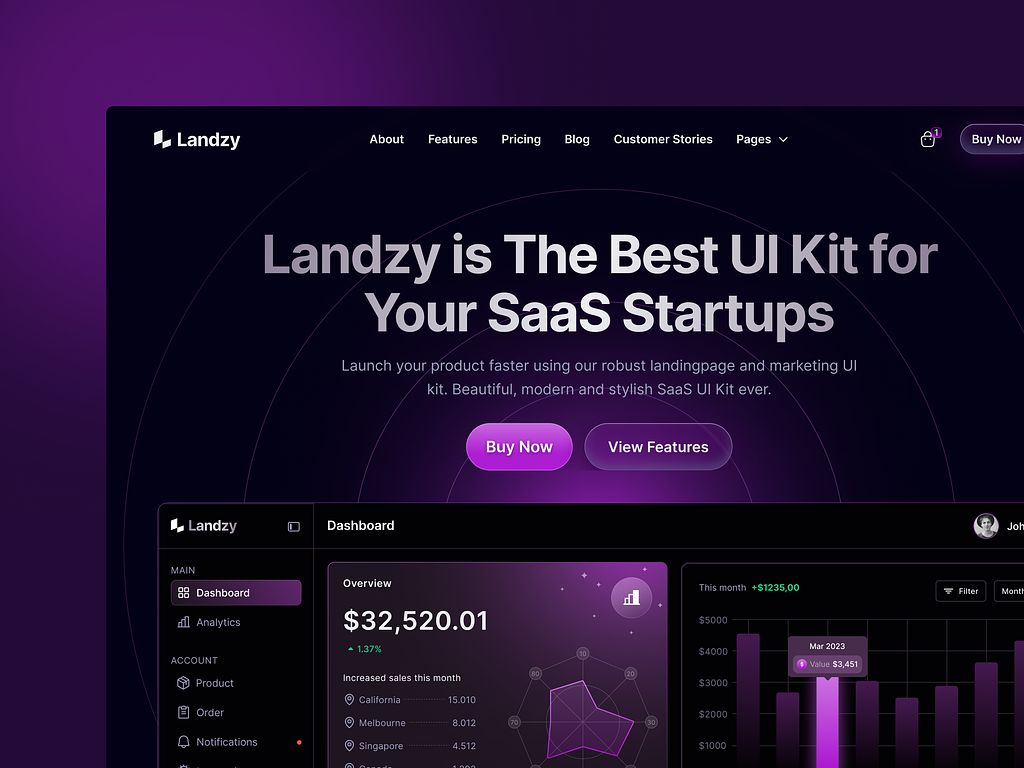 Landzy
About Features Pricing Blog Customer Stories Pages
1
Buy Now
Landzy is The Best UI Kit for
Your SaaS Startups
Launch your product faster using our robust landingpage and marketing UI
kit. Beautiful, modern and stylish SaaS UI Kit ever.
Buy Now View Features
Landzy
Dashboard
Joh
MAIN
Dashboard
Analytics
ACCOUNT
Product
Order
Notifications
Overview
$32,520.01
1.37%
Increased sales this month
California 15.010
Melbourne 8.012
Singapore 4.512
10
20
30
70
80
This month +$1235,00
Filter
Month
$5000
$4000
$3000
$2000
$1000
Mar 2023
$ Value $3,451